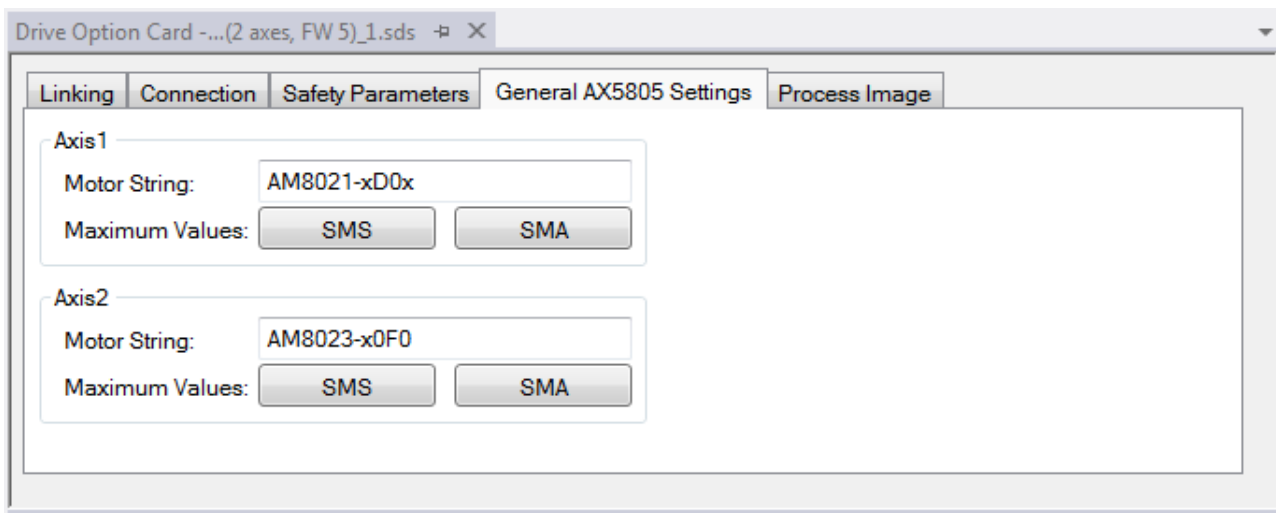 Drive Option Card -...(2 axes, FW 5)_1.sds
Linking Connection Safety Parameters General AX5805 Settings Process Image
Axis1
Motor String: AM8021-xD0x
Maximum Values: SMS SMA
Axis2
Motor String: AM8023-x0F0
Maximum Values: SMS SMA